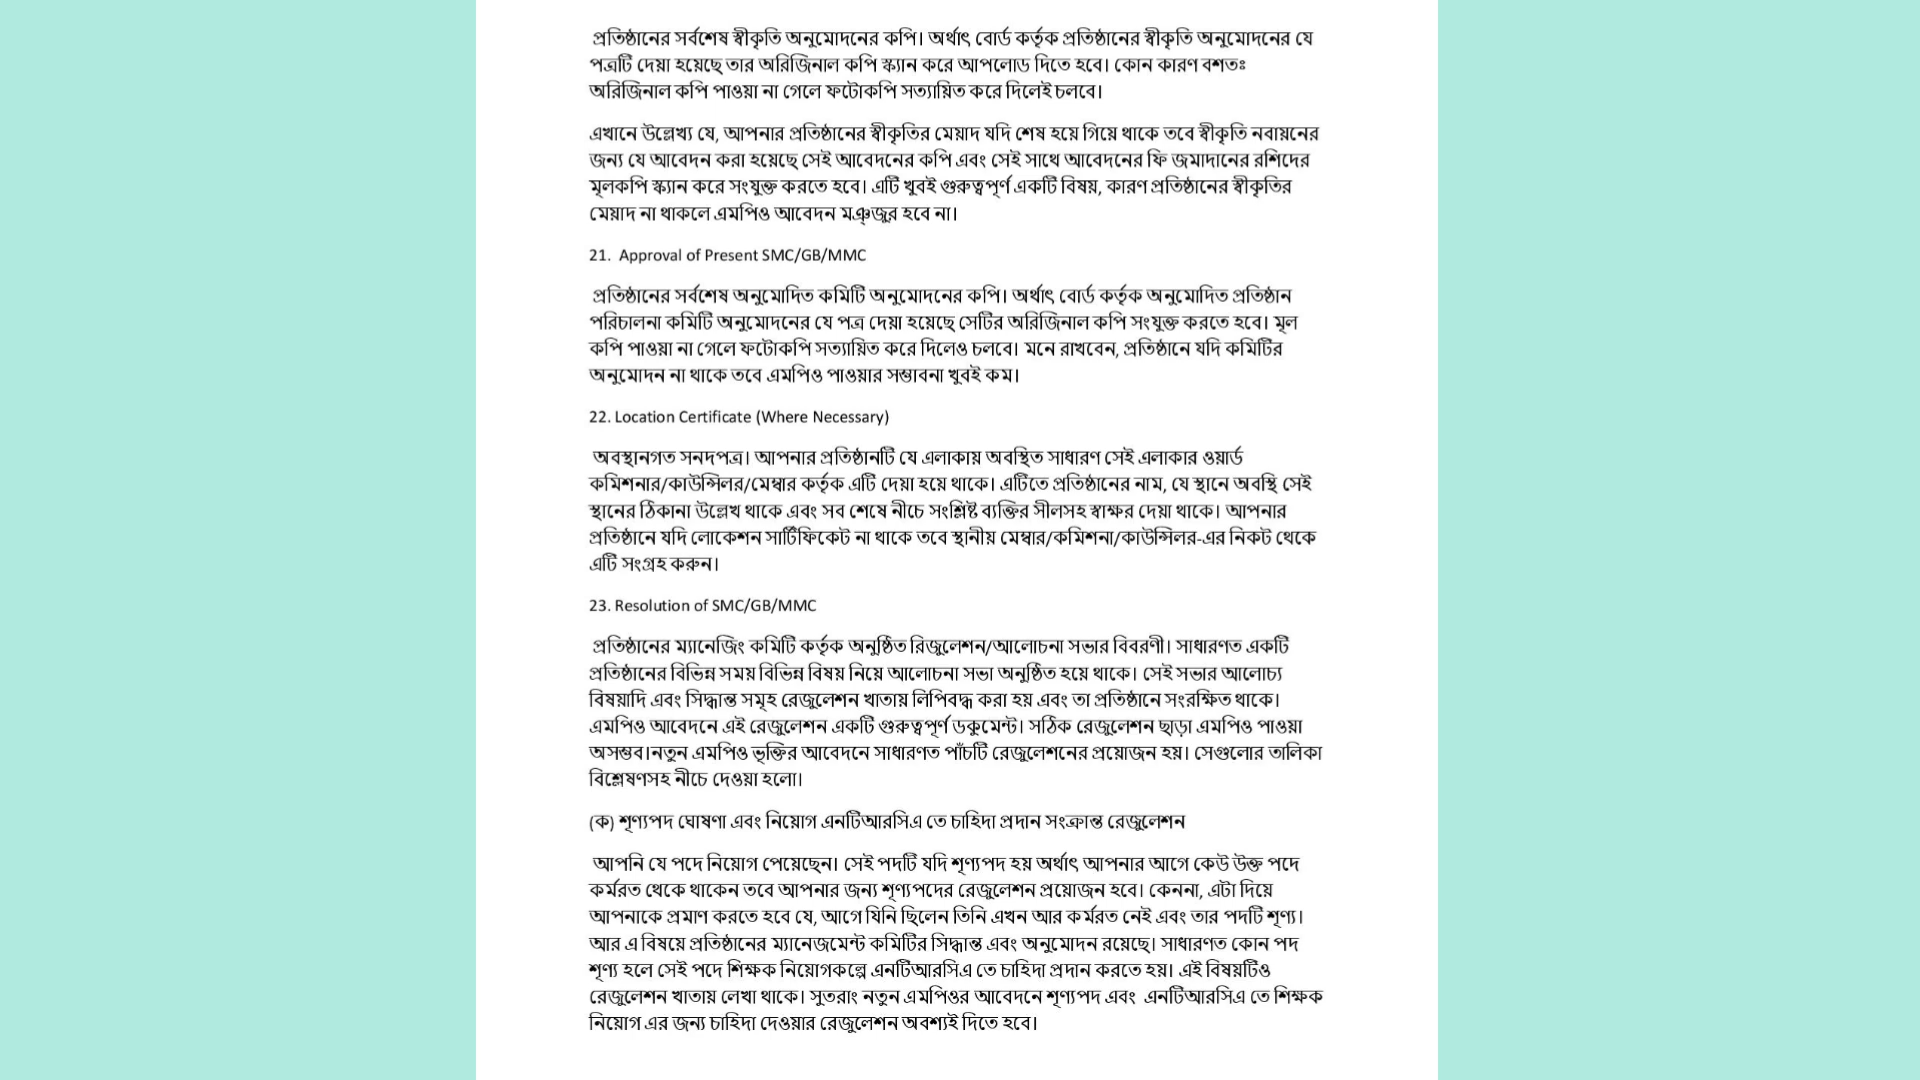 প্রতিষ্ঠানের সর্বশেষ স্বীকৃতি অনুমোদনের কপি। অর্থাৎ বোর্ড কর্তৃক প্রতিষ্ঠানের স্বীকৃতি অনুমোদনের যে
পত্রটি দেয়া হয়েছে তার অরিজিনাল কপি স্ক্যান করে আপলোড দিতে হবে। কোন কারণ বশতঃ
অরিজিনাল কপি পাওয়া না গেলে ফটোকপি সত্যায়িত করে দিলেই চলবে।
এখানে উল্লেখ্য যে, আপনার প্রতিষ্ঠানের স্বীকৃতির মেয়াদ যদি শেষ হয়ে গিয়ে থাকে তবে স্বীকৃতি নবায়নের
জন্য যে আবেদন করা হয়েছে সেই আবেদনের কপি এবং সেই সাথে আবেদনের ফি জমাদানের রশিদের
মূলকপি স্ক্যান করে সংযুক্ত করতে হবে। এটি খুবই গুরুত্বপূর্ণ একটি বিষয়, কারণ প্রতিষ্ঠানের স্বীকৃতির
মেয়াদ না থাকলে এমপিও আবেদন মঞ্জুর হবে না।
21. Approval of Present SMC/GB/MMC
প্রতিষ্ঠানের সর্বশেষ অনুমোদিত কমিটি অনুমোদনের কপি। অর্থাৎ বোর্ড কর্তৃক অনুমোদিত প্রতিষ্ঠান
পরিচালনা কমিটি অনুমোদনের যে পত্র দেয়া হয়েছে সেটির অরিজিনাল কপি সংযুক্ত করতে হবে। মূল
কপি পাওয়া না গেলে ফটোকপি সত্যায়িত করে দিলেও চলবে। মনে রাখবেন, প্রতিষ্ঠানে যদি কমিটির
অনুমোদন না থাকে তবে এমপিও পাওয়ার সম্ভাবনা খুবই কম।
22. Location Certificate (Where Necessary)
অবস্থানগত সনদপত্র। আপনার প্রতিষ্ঠানটি যে এলাকায় অবস্থিত সাধারণ সেই এলাকার ওয়ার্ড
কমিশনার/কাউন্সিলর/মেম্বার কর্তৃক এটি দেয়া হয়ে থাকে। এটিতে প্রতিষ্ঠানের নাম, যে স্থানে অবস্থি সেই
স্থানের ঠিকানা উল্লেখ থাকে এবং সব শেষে নীচে সংশ্লিষ্ট ব্যক্তির সীলসহ স্বাক্ষর দেয়া থাকে। আপনার
প্রতিষ্ঠানে যদি লোকেশন সার্টিফিকেট না থাকে তবে স্থানীয় মেম্বার/কমিশনা/কাউন্সিলর-এর নিকট থেকে
এটি সংগ্রহ করুন।
23. Resolution of SMC/GB/MMC
প্রতিষ্ঠানের ম্যানেজিং কমিটি কর্তৃক অনুষ্ঠিত রিজুলেশন/আলোচনা সভার বিবরণী। সাধারণত একটি
প্রতিষ্ঠানের বিভিন্ন সময় বিভিন্ন বিষয় নিয়ে আলোচনা সভা অনুষ্ঠিত হয়ে থাকে। সেই সভার আলোচ্য
বিষয়াদি এবং সিদ্ধান্ত সমূহ রেজুলেশন খাতায় লিপিবদ্ধ করা হয় এবং তা প্রতিষ্ঠানে সংরক্ষিত থাকে।
এমপিও আবেদনে এই রেজুলেশন একটি গুরুত্বপূর্ণ ডকুমেন্ট। সঠিক রেজুলেশন ছাড়া এমপিও পাওয়া
অসম্ভব।নতুন এমপিও ভূক্তির আবেদনে সাধারণত পাঁচটি রেজুলেশনের প্রয়োজন হয়। সেগুলোর তালিকা
বিশ্লেষণসহ নীচে দেওয়া হলো।
(ক) শূণ্যপদ ঘোষণা এবং নিয়োগ এনটিআরসিএ তে চাহিদা প্রদান সংক্রান্ত রেজুলেশন
আপনি যে পদে নিয়োগ পেয়েছেন। সেই পদটি যদি শূণ্যপদ হয় অর্থাৎ আপনার আগে কেউ উক্ত পদে
কর্মরত থেকে থাকেন তবে আপনার জন্য শূণ্যপদের রেজুলেশন প্রয়োজন হবে। কেননা, এটা দিয়ে
আপনাকে প্রমাণ করতে হবে যে, আগে যিনি ছিলেন তিনি এখন আর কর্মরত নেই এবং তার পদটি শূণ্য।
আর এ বিষয়ে প্রতিষ্ঠানের ম্যানেজমেন্ট কমিটির সিদ্ধান্ত এবং অনুমোদন রয়েছে। সাধারণত কোন পদ
শূণ্য হলে সেই পদে শিক্ষক নিয়োগকল্পে এনটিআরসিএ তে চাহিদা প্রদান করতে হয়। এই বিষয়টিও
রেজুলেশন খাতায় লেখা থাকে। সুতরাং নতুন এমপিওর আবেদনে শূণ্যপদ এবং এনটিআরসিএ তে শিক্ষক
নিয়োগ এর জন্য চাহিদা দেওয়ার রেজুলেশন অবশ্যই দিতে হবে।